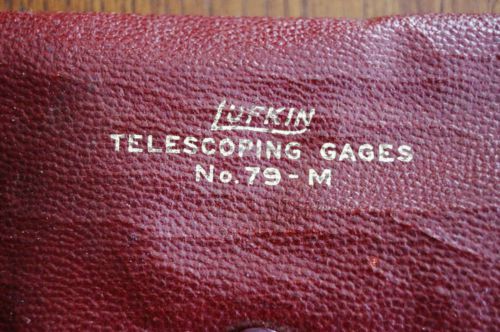 LUFKIN
TELESCOPING GAGES
No. 79-M